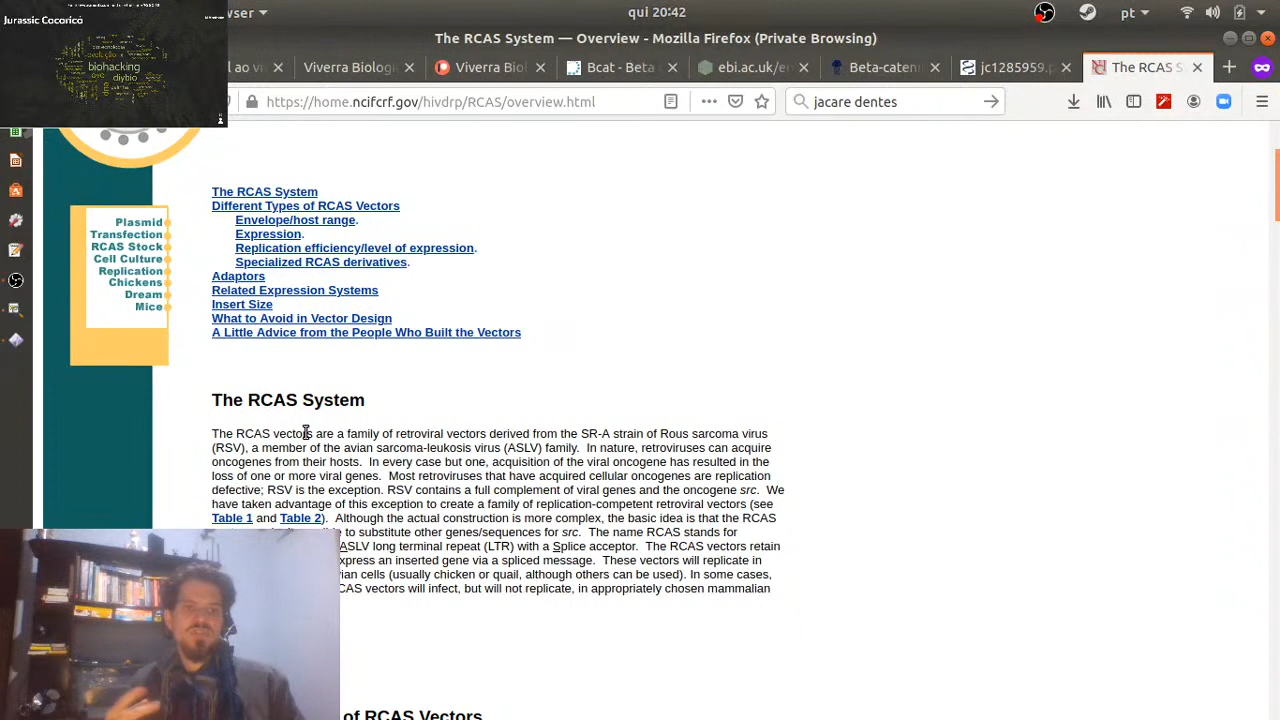 wser
qui 20:42
pt
Jurassic Cocoricó
evolução
biohacking
ovo
diybio
dna
The RCAS System — Overview - Mozilla Firefox (Private Browsing)
ao v
Viverra Biologi
Viverra Biol
Bcat - Beta
ebi.ac.uk
Beta-caten
jc1285959.p
The RCAS S
https://home.ncifcrf.gov/hivdrp/RCAS/overview.html
jacare dentes
The RCAS System
Different Types of RCAS Vectors
Envelope/host range.
Expression.
Replication efficiency/level of expression.
Specialized RCAS derivatives.
Adaptors
Related Expression Systems
Insert Size
What to Avoid in Vector Design
A Little Advice from the People Who Built the Vectors
Plasmid
Transfection
RCAS Stock
Cell Culture
Replication
Chickens
Dream
Mice
The RCAS System
The RCAS vectors are a family of retroviral vectors derived from the SR-A strain of Rous sarcoma virus
(RSV), a member of the avian sarcoma-leukosis virus (ASLV) family. In nature, retroviruses can acquire
oncogenes from their hosts. In every case but one, acquisition of the viral oncogene has resulted in the
loss of one or more viral genes. Most retroviruses that have acquired cellular oncogenes are replication
defective; RSV is the exception. RSV contains a full complement of viral genes and the oncogene src. We
have taken advantage of this exception to create a family of replication-competent retroviral vectors (see
Table 1 and Table 2). Although the actual construction is more complex, the basic idea is that the RCAS
to substitute other genes/sequences for src. The name RCAS stands for
ASLV long terminal repeat (LTR) with a Splice acceptor. The RCAS vectors retain
xpress an inserted gene via a spliced message. These vectors will replicate in
vian cells (usually chicken or quail, although others can be used). In some cases,
CAS vectors will infect, but will not replicate, in appropriately chosen mammalian
of RCAS Vectors